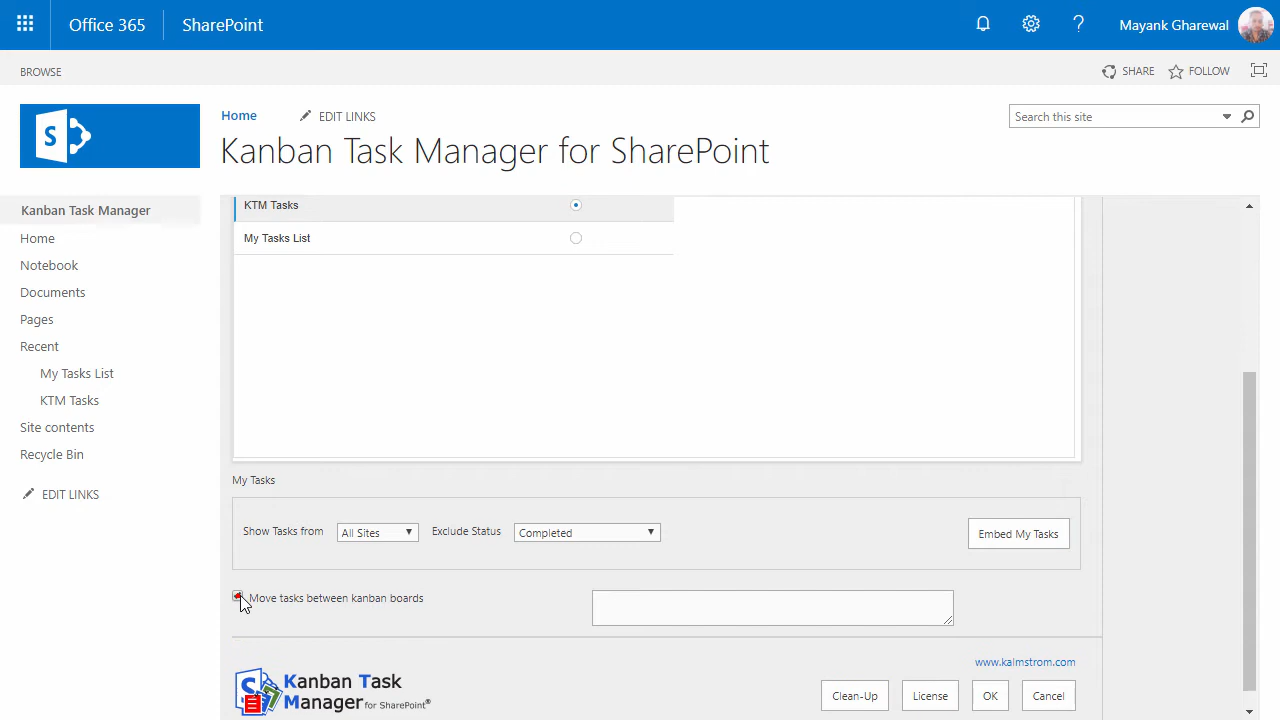 Office 365
SharePoint
Mayank Gharewal
BROWSE
SHARE
FOLLOW
S
Home
EDIT LINKS
Search this site
Kanban Task Manager for SharePoint
Kanban Task Manager
Home
Notebook
Documents
Pages
Recent
My Tasks List
KTM Tasks
Site contents
Recycle Bin
EDIT LINKS
KTM Tasks
My Tasks List
My Tasks
Show Tasks from
All Sites
Exclude Status
Completed
Embed My Tasks
Move tasks between kanban boards
www.kalmstrom.com
S
Kanban Task
Manager for SharePoint®
Clean-Up
License
OK
Cancel